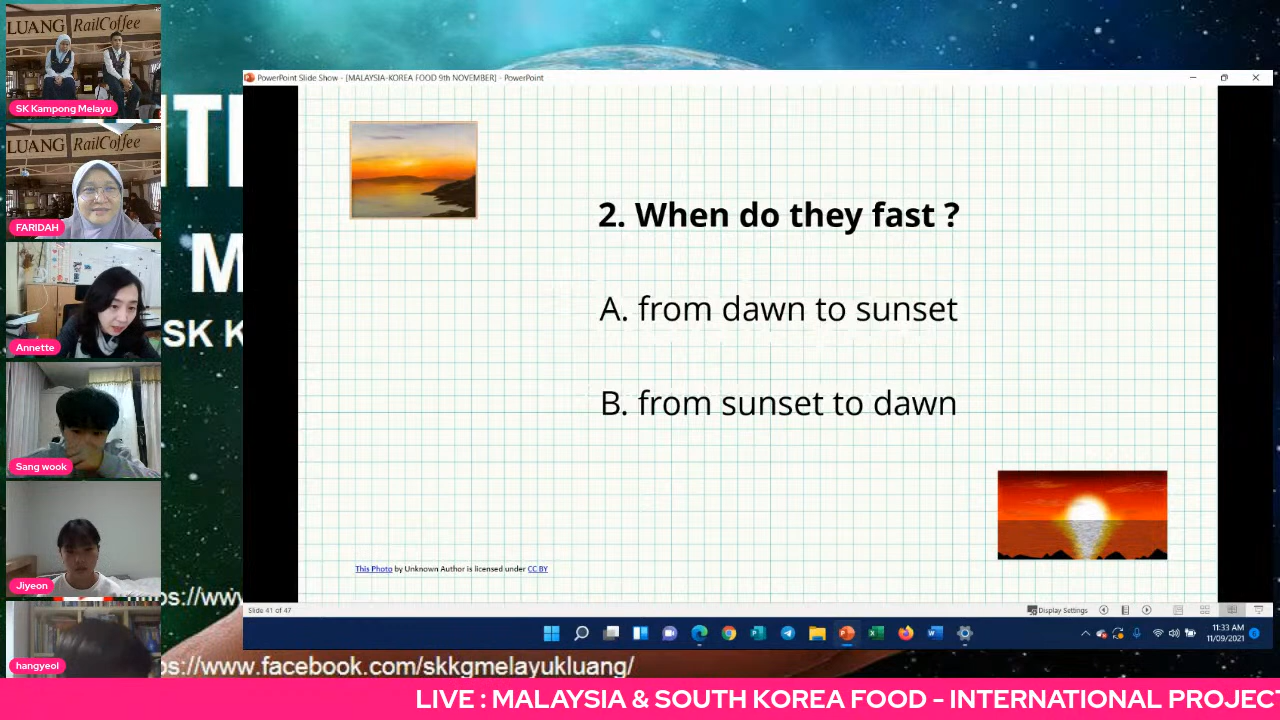 LUANG RailCoffee
SK Kampong Melayu
LUANG RailCoffee
FARIDAH
Annette
Sang wook
Jiyeon
hangyeol
M
SK K
https://www.facebook.com/skkgmelayukluang/
PowerPoint Slide Show - [MALAYSIA-KOREA FOOD 9th NOVEMBER] - PowerPoint
2. When do they fast ?
A. from dawn to sunset
B. from sunset to dawn
This Photo by Unknown Author is licensed under CC BY
Slide 41 of 47
Display Settings
11:33 AM
11/09/2021
LIVE : MALAYSIA & SOUTH KOREA FOOD - INTERNATIONAL PROJECT